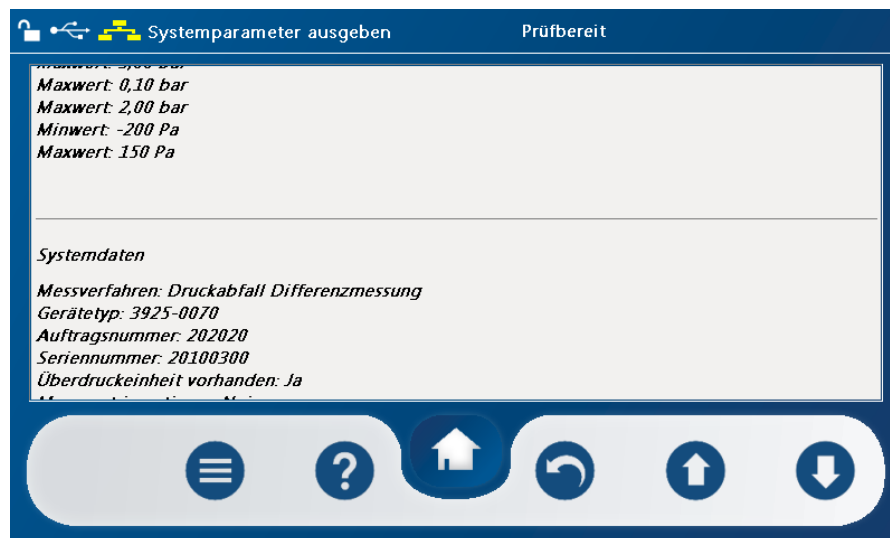 Systemparameter ausgeben
Prüfbereit
Maxwert: 0,10 bar
Maxwert: 2,00 bar
Minwert: -200 Pa
Maxwert: 150 Pa
Systemdaten
Messverfahren: Druckabfall Differenzmessung
Gerätetyp: 3925-0070
Auftragsnummer: 202020
Seriennummer: 20100300
Überdruckeinheit vorhanden: Ja